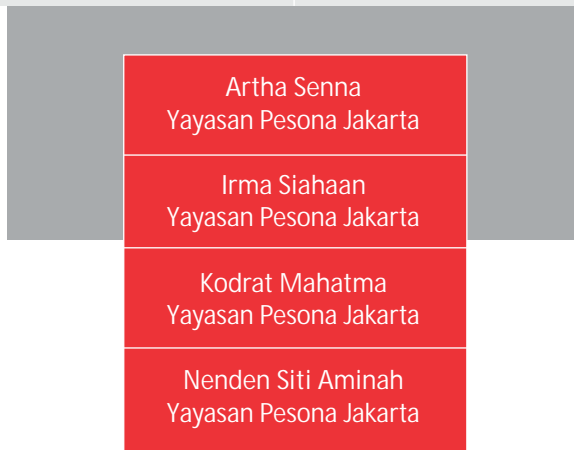 Artha Senna
Yayasan Pesona Jakarta
Irma Siahaan
Yayasan Pesona Jakarta
Kodrat Mahatma
Yayasan Pesona Jakarta
Nenden Siti Aminah
Yayasan Pesona Jakarta